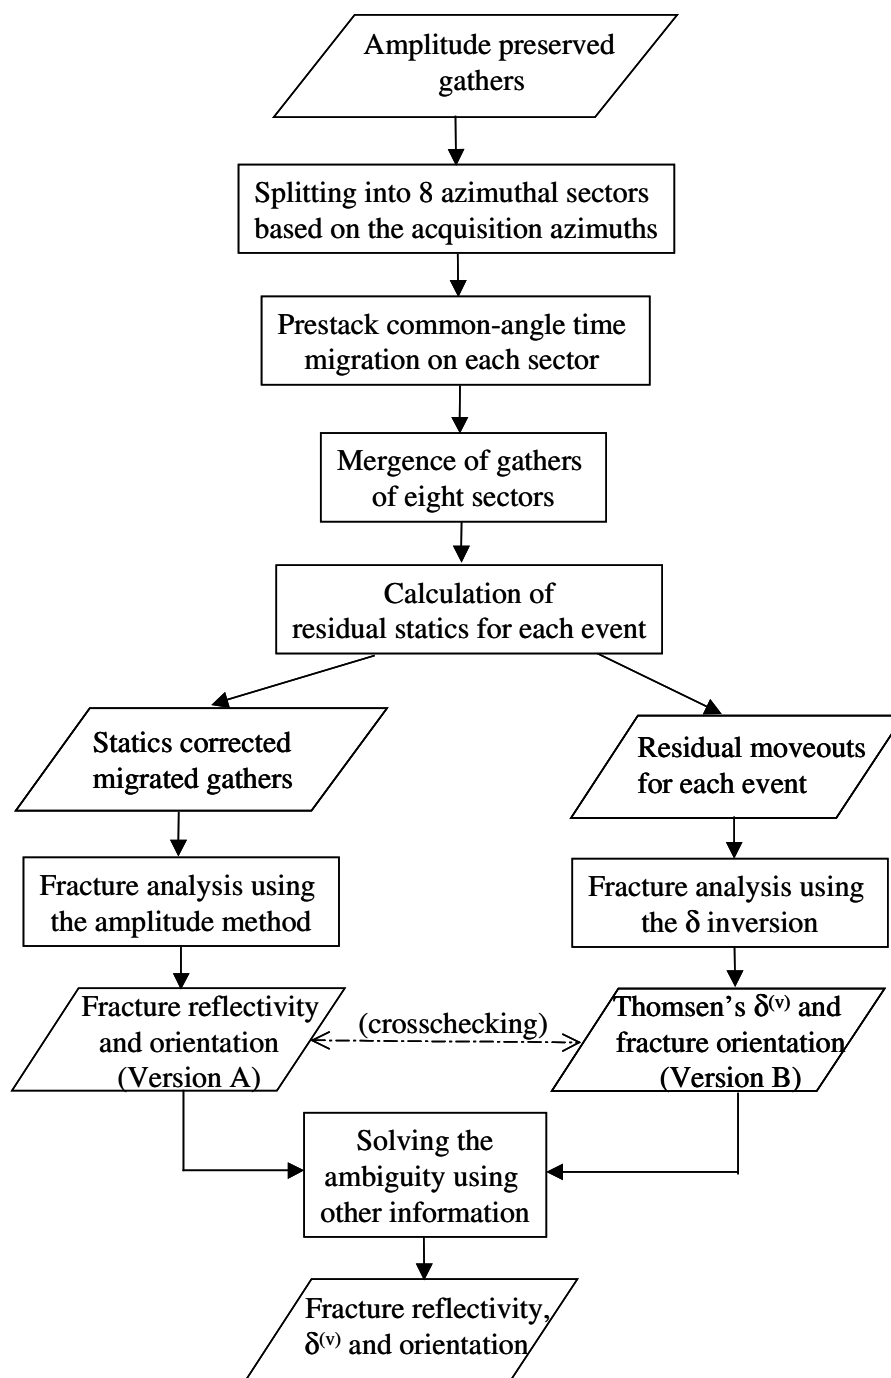 Amplitude preserved
gathers
Splitting into 8 azimuthal sectors
based on the acquisition azimuths
Prestack common-angle time
migration on each sector
Mergence of gathers
of eight sectors
Calculation of
residual statics for each event
Statics corrected
migrated gathers
Residual moveouts
for each event
Fracture analysis using
the amplitude method
Fracture analysis using
the δ inversion
Fracture reflectivity
and orientation
(Version A)
(crosschecking)
Thomsen's δ⁽ᵛ⁾ and
fracture orientation
(Version B)
Solving the
ambiguity using
other information
Fracture reflectivity,
δ⁽ᵛ⁾ and orientation